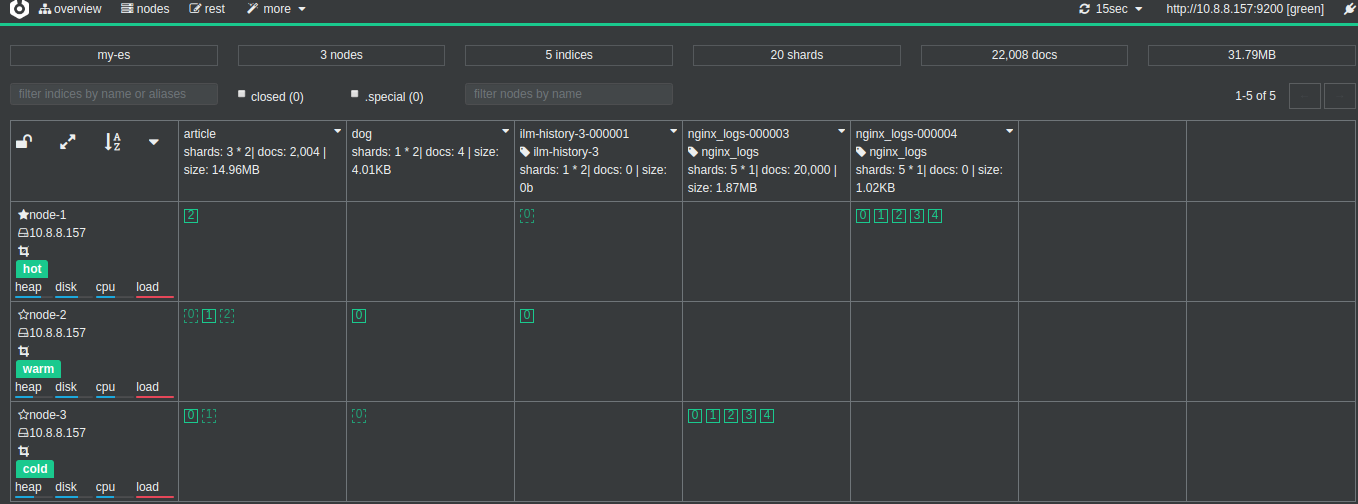 overview nodes rest more 15sec http://10.8.8.157:9200 [green]
my-es 3 nodes 5 indices 20 shards 22,008 docs 31.79MB
filter indices by name or aliases closed (0) .special (0) filter nodes by name 1-5 of 5
article
shards: 3 * 2| docs: 2,004 |
size: 14.96MB
dog
shards: 1 * 2| docs: 4 | size:
4.01KB
ilm-history-3-000001
ilm-history-3
shards: 1 * 2| docs: 0 | size:
0b
nginx_logs-000003
nginx_logs
shards: 5 * 1| docs: 20,000 |
size: 1.87MB
nginx_logs-000004
nginx_logs
shards: 5 * 1| docs: 0 | size:
1.02KB
node-1
10.8.8.157
hot
heap disk cpu load
2
0
0 1 2 3 4
node-2
10.8.8.157
warm
heap disk cpu load
0 1 2
0
0
node-3
10.8.8.157
cold
heap disk cpu load
0 1
0
0 1 2 3 4